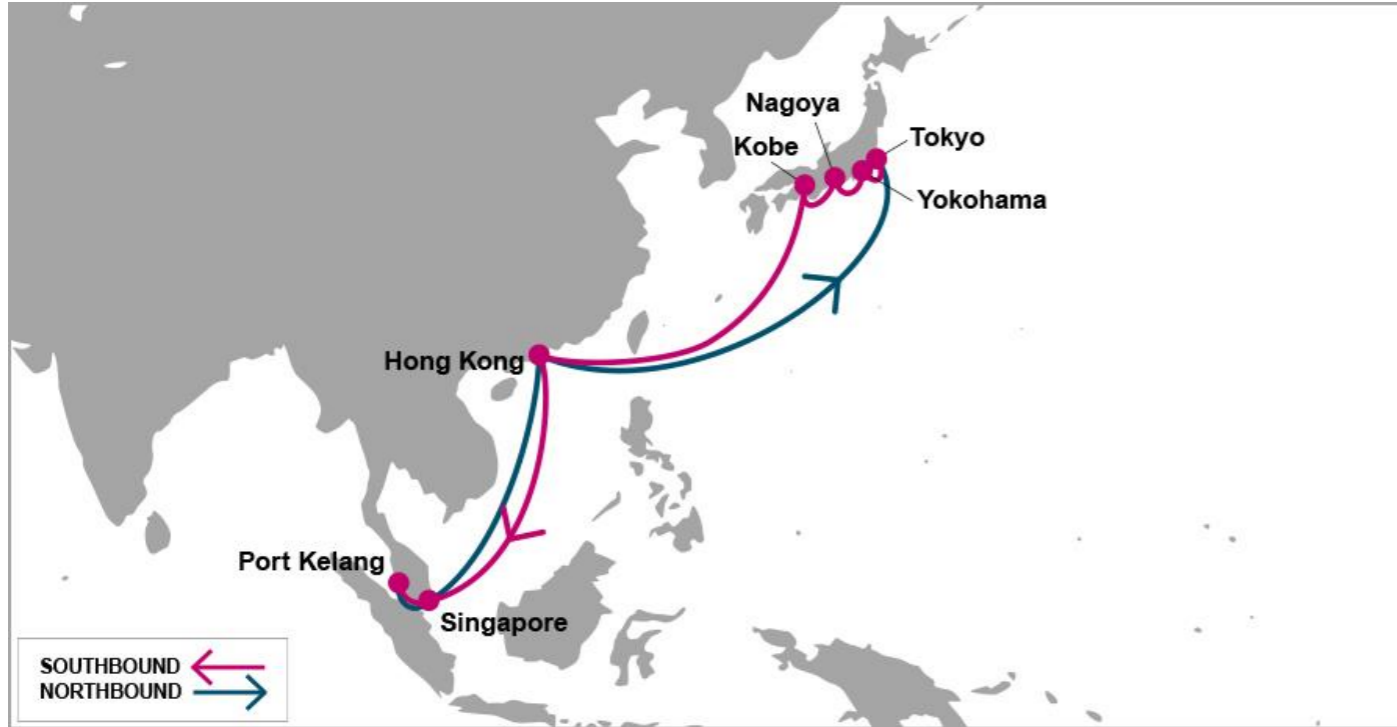 Nagoya
Kobe
Tokyo
Yokohama
Hong Kong
Port Kelang
Singapore
SOUTHBOUND
NORTHBOUND